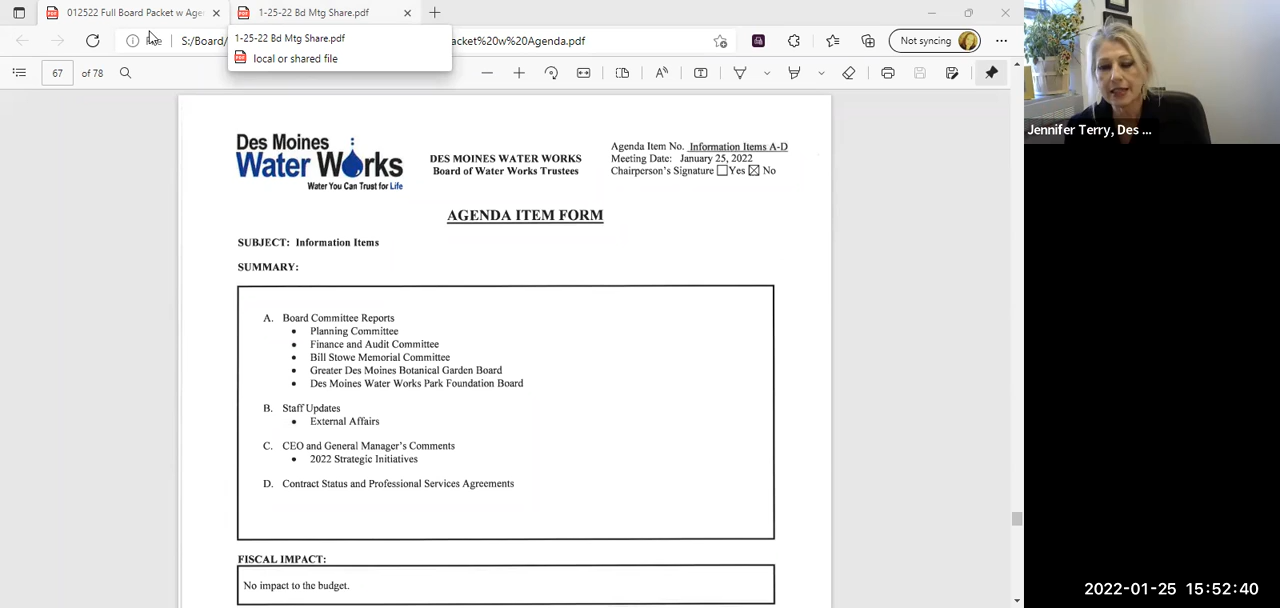 012522 Full Board Packet w Age
1-25-22 Bd Mtg Share.pdf
S:/Board/
acket%20w%20Agenda.pdf
Not syncing
1-25-22 Bd Mtg Share.pdf
local or shared file
67 of 78
Jennifer Terry, Des ...
Des Moines
Water Works
Water You Can Trust for Life
DES MOINES WATER WORKS
Board of Water Works Trustees
Agenda Item No. Information Items A-D
Meeting Date: January 25, 2022
Chairperson's Signature ☐ Yes ☒ No
AGENDA ITEM FORM
SUBJECT: Information Items
SUMMARY:
A. Board Committee Reports
• Planning Committee
• Finance and Audit Committee
• Bill Stowe Memorial Committee
• Greater Des Moines Botanical Garden Board
• Des Moines Water Works Park Foundation Board
B. Staff Updates
• External Affairs
C. CEO and General Manager's Comments
• 2022 Strategic Initiatives
D. Contract Status and Professional Services Agreements
FISCAL IMPACT:
No impact to the budget.
2022-01-25 15:52:40